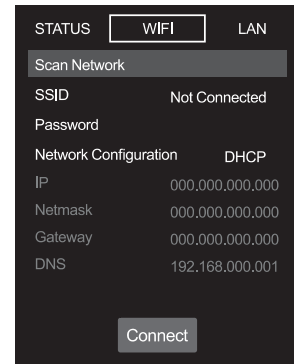 STATUS WIFI LAN
Scan Network
SSID Not Connected
Password
Network Configuration DHCP
IP 000.000.000.000
Netmask 000.000.000.000
Gateway 000.000.000.000
DNS 192.168.000.001
Connect